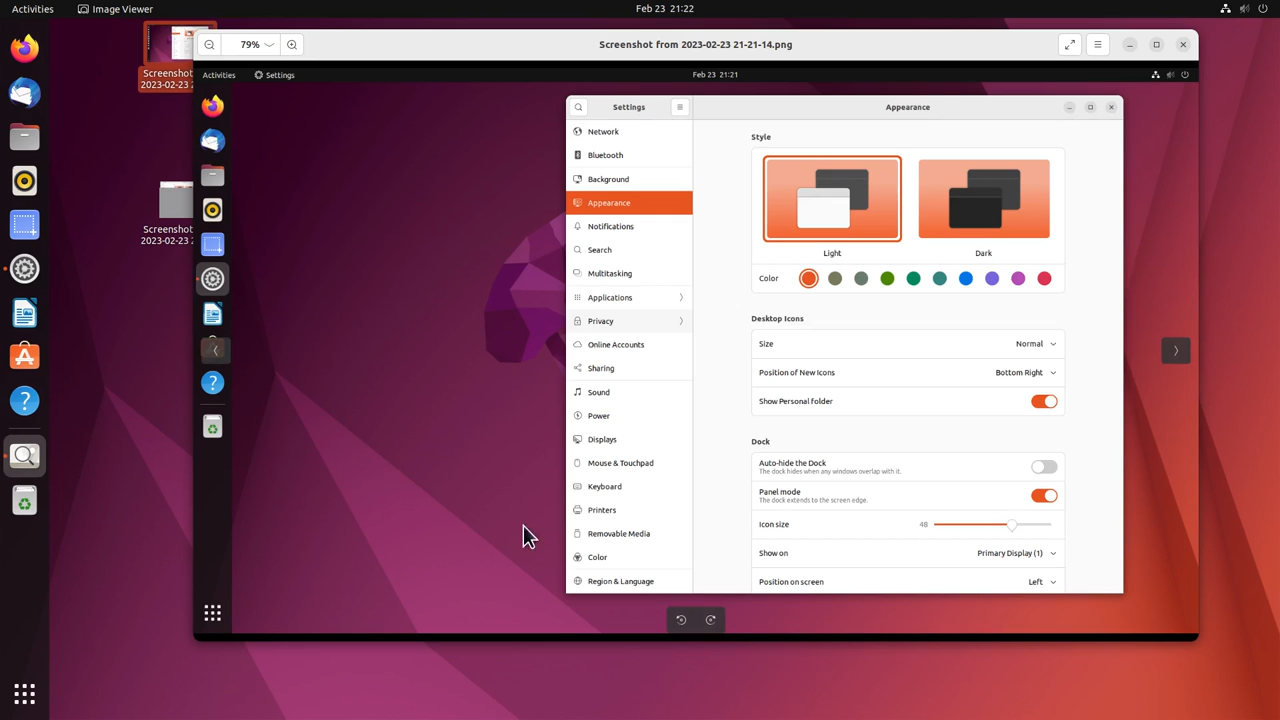 Activities
Image Viewer
Feb 23 21:22
Screenshot
2023-02-23 2
Screenshot
2023-02-23 2
79%
Screenshot from 2023-02-23 21-21-14.png
Activities
Settings
Feb 23 21:21
Settings
Network
Bluetooth
Background
Appearance
Notifications
Search
Multitasking
Applications
Privacy
Online Accounts
Sharing
Sound
Power
Displays
Mouse & Touchpad
Keyboard
Printers
Removable Media
Color
Region & Language
Appearance
Style
Light
Dark
Color
Desktop Icons
Size
Normal
Position of New Icons
Bottom Right
Show Personal folder
Dock
Auto-hide the Dock
The dock hides when any windows overlap with it.
Panel mode
The dock extends to the screen edge.
Icon size
48
Show on
Primary Display (1)
Position on screen
Left